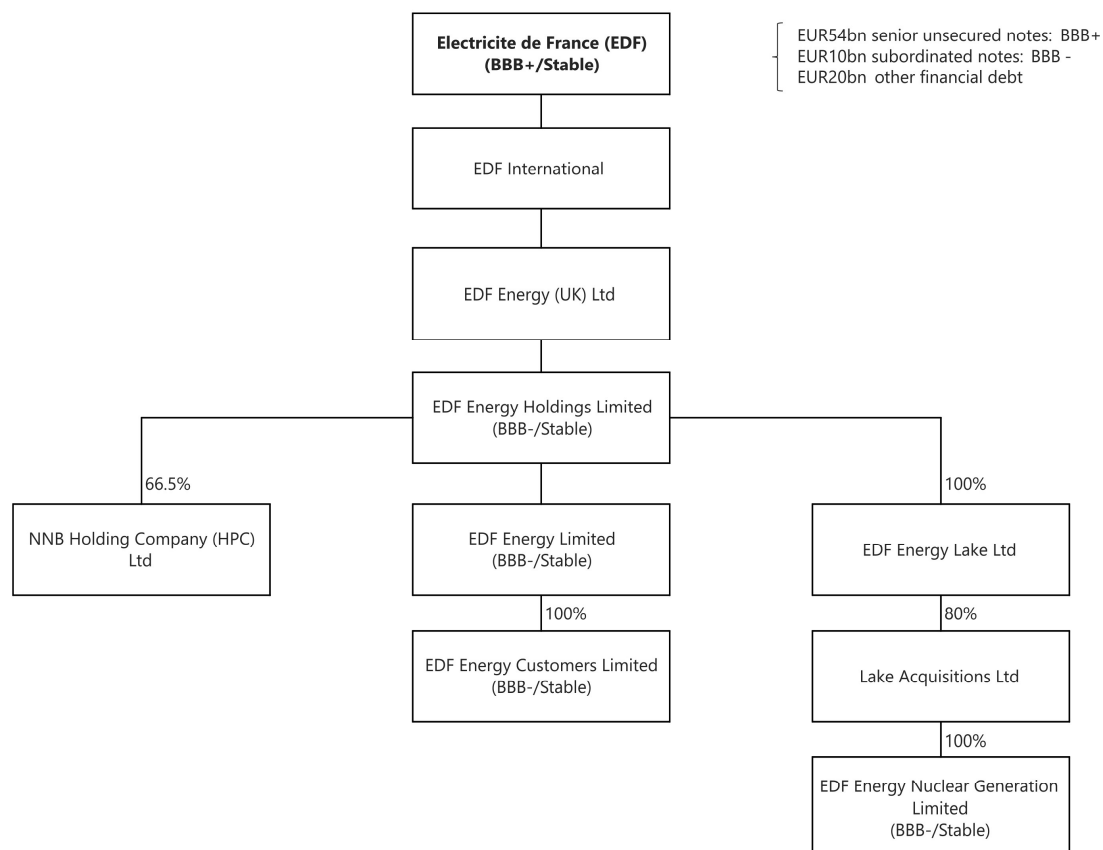 Electricite de France (EDF)
(BBB+/Stable)
EUR54bn senior unsecured notes: BBB+
EUR10bn subordinated notes: BBB -
EUR20bn other financial debt
EDF International
EDF Energy (UK) Ltd
EDF Energy Holdings Limited
(BBB-/Stable)
66.5%
100%
NNB Holding Company (HPC)
Ltd
EDF Energy Limited
(BBB-/Stable)
EDF Energy Lake Ltd
100%
80%
EDF Energy Customers Limited
(BBB-/Stable)
Lake Acquisitions Ltd
100%
EDF Energy Nuclear Generation
Limited
(BBB-/Stable)